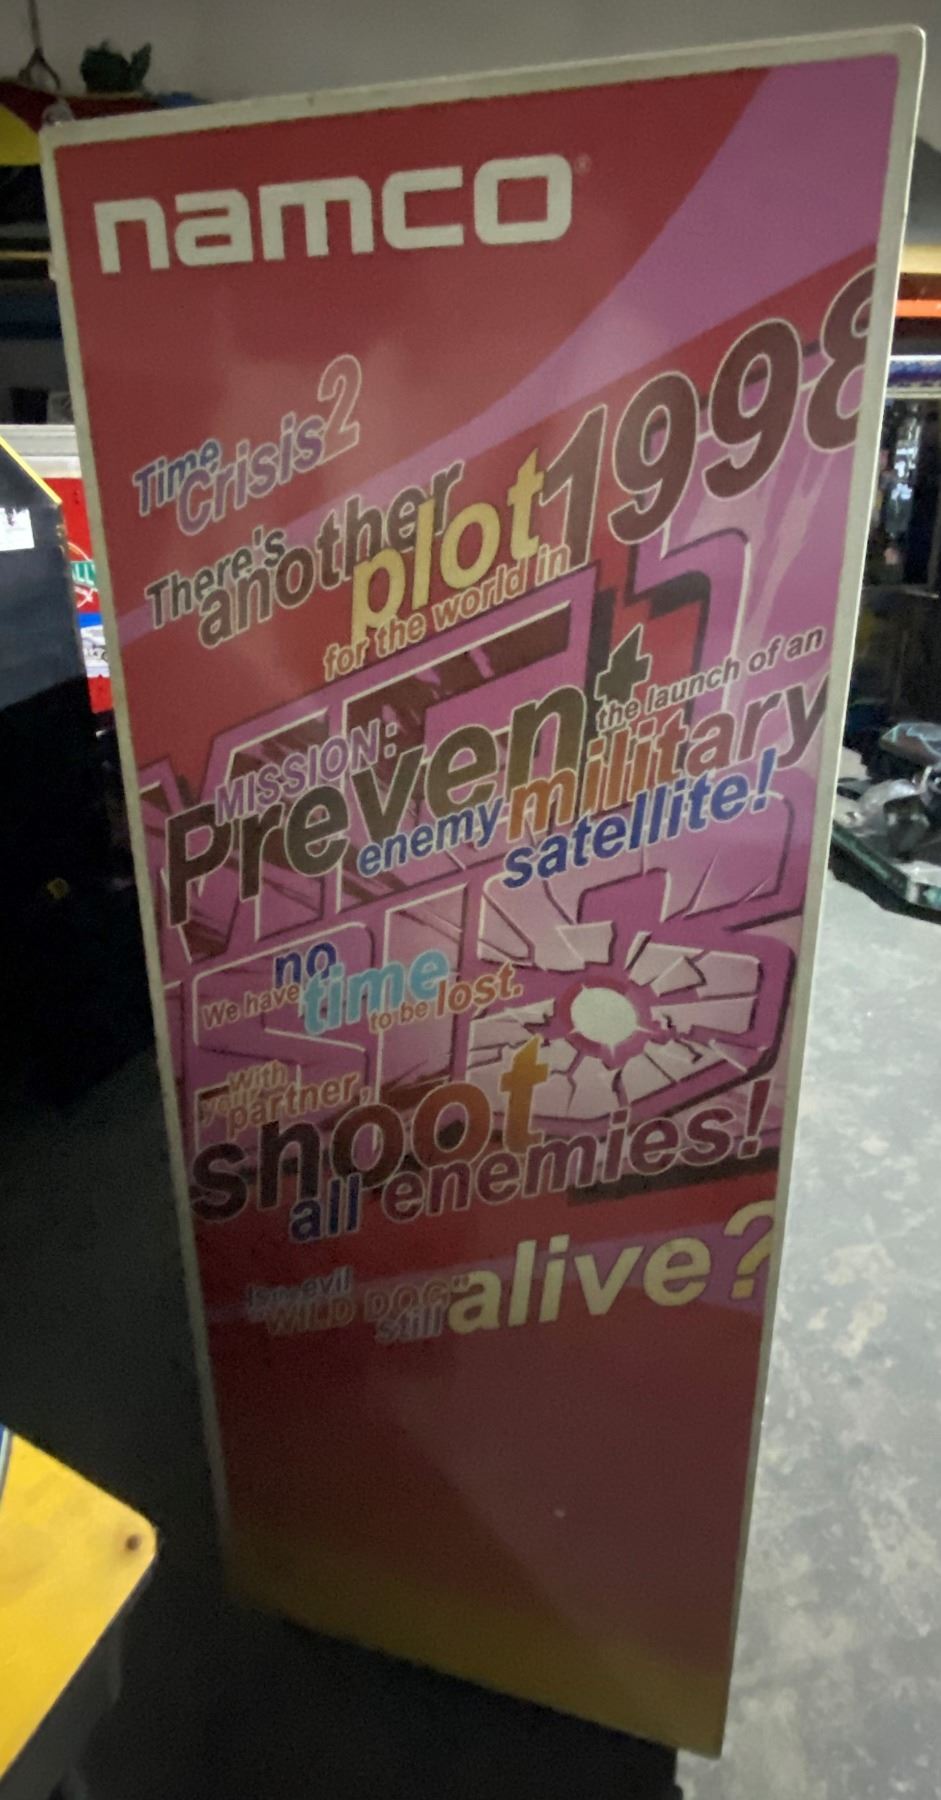 namco
Time
Crisis 2
There's
another
plot 1998
for the world in
MISSION:
Prevent the launch of an
enemy military
satellite!
no
We have time
to be lost.
With
your
partner,
shoot
all enemies!
evil
"WILD DOG"
still alive?